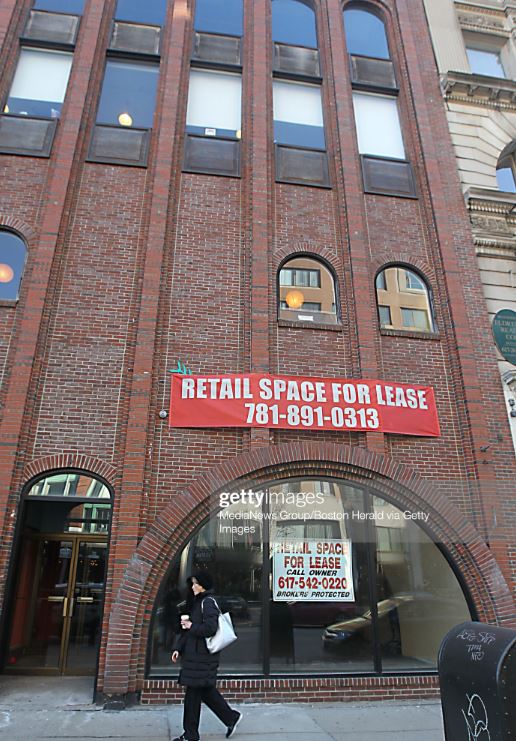 RETAIL SPACE FOR LEASE
781-891-0313
gettyimages
MediaNews Group/Boston Herald via Getty
Images
RETAIL SPACE
FOR LEASE
CALL OWNER
617-542-0220
BROKERS PROTECTED